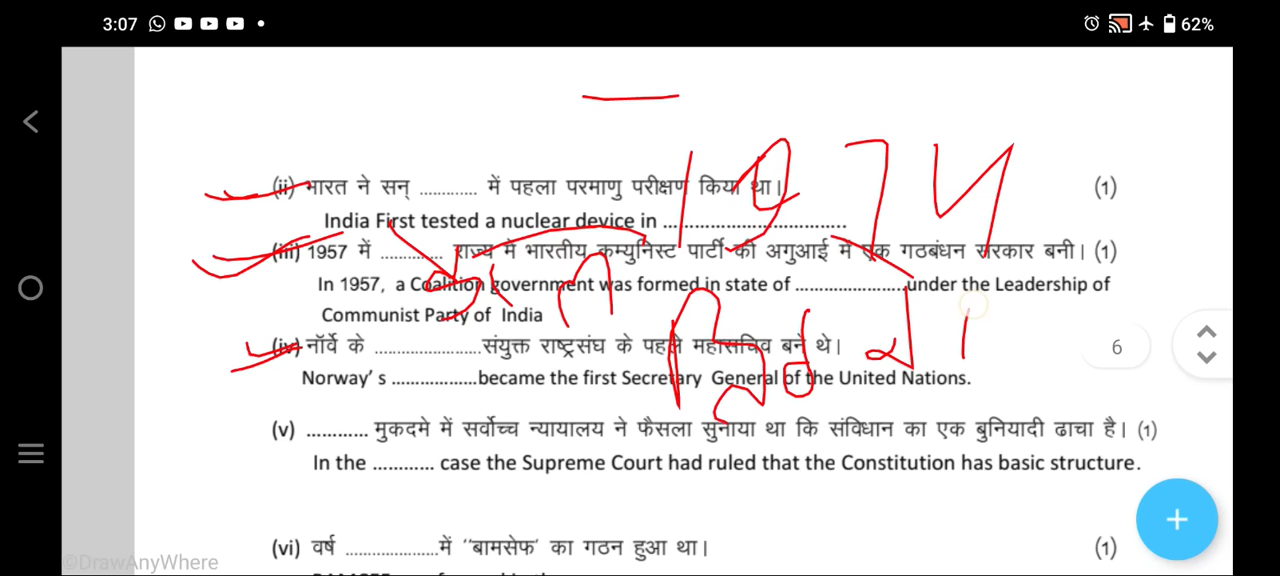 3:07
62%
1974
(ii) भारत ने सन् ............ में पहला परमाणु परीक्षण किया था। (1)
India First tested a nuclear device in ..................................
(iii) 1957 में ............. राज्य मे भारतीय कम्युनिस्ट पार्टी की अगुआई में एक गठबंधन सरकार बनी। (1)
In 1957, a Coalition government was formed in state of .......................under the Leadership of
Communist Party of India
6
(iv) नॉर्वे के ......................संयुक्त राष्ट्रसंघ के पहले महासचिव बने थे।
Norway' s .................became the first Secretary General of the United Nations.
(v) ............ मुकदमे में सर्वोच्च न्यायालय ने फैसला सुनाया था कि संविधान का एक बुनियादी ढाचा है। (1)
In the ............ case the Supreme Court had ruled that the Constitution has basic structure.
(vi) वर्ष ...................में "बामसेफ' का गठन हुआ था। (1)
©DrawAnyWhere